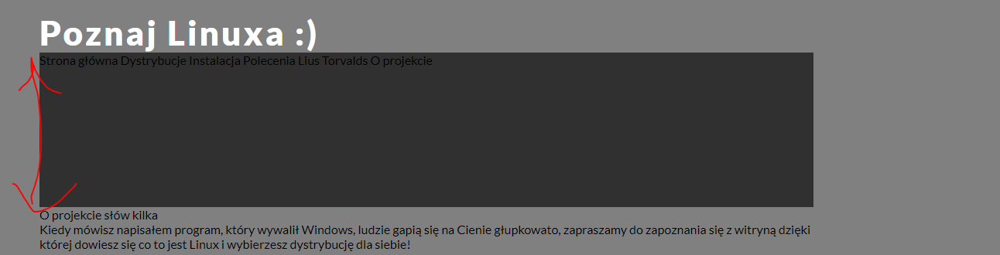 Poznaj Linuxa :)
Strona główna Dystrybucje Instalacja Polecenia Lius Torvalds O projekcie
O projekcie słów kilka
Kiedy mówisz napisałem program, który wywalił Windows, ludzie gapią się na Cienie głupkowato, zapraszamy do zapoznania się z witryną dzięki
której dowiesz się co to jest Linux i wybierzesz dystrybucję dla siebie!